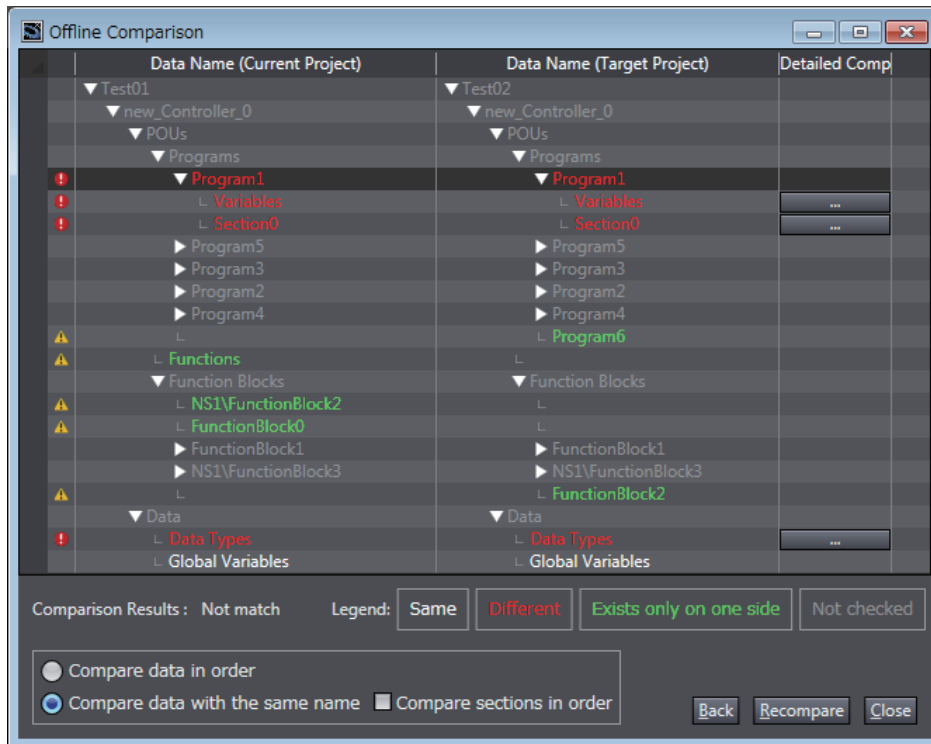 Offline Comparison
Data Name (Current Project) Data Name (Target Project) Detailed Comp
Test01 Test02
new_Controller_0 new_Controller_0
POUs POUs
Programs Programs
Program1 Program1
Variables Variables ...
Section0 Section0 ...
Program5 Program5
Program3 Program3
Program2 Program2
Program4 Program4
Program6
Functions
Function Blocks Function Blocks
NS1\FunctionBlock2
FunctionBlock0
FunctionBlock1 FunctionBlock1
NS1\FunctionBlock3 NS1\FunctionBlock3
FunctionBlock2
Data Data
Data Types Data Types ...
Global Variables Global Variables
Comparison Results : Not match Legend: Same Different Exists only on one side Not checked
Compare data in order
Compare data with the same name Compare sections in order
Back Recompare Close